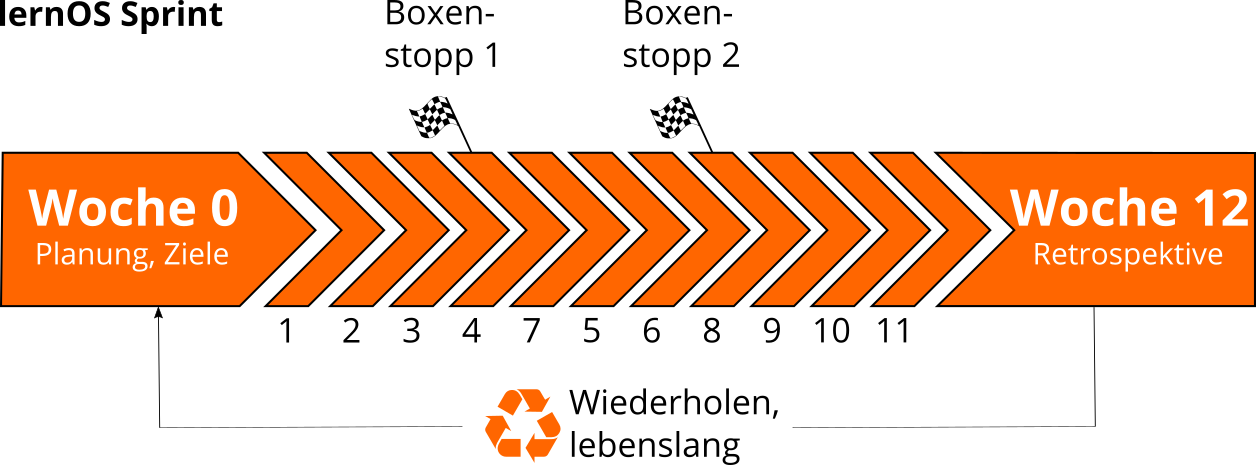 lernOS Sprint
Boxen-
stopp 1
Boxen-
stopp 2
Woche 0
Planung, Ziele
Woche 12
Retrospektive
1 2 3 4 7 5 6 8 9 10 11
Wiederholen,
lebenslang